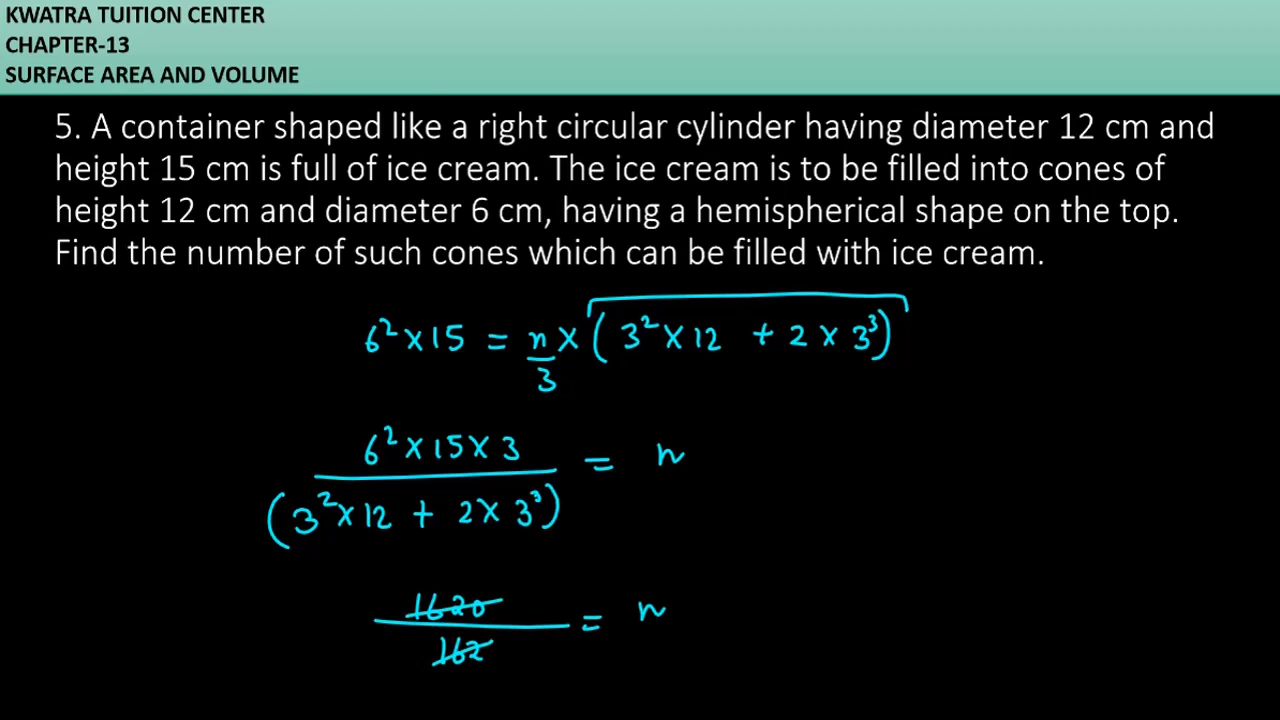 KWATRA TUITION CENTER
CHAPTER-13
SURFACE AREA AND VOLUME
5. A container shaped like a right circular cylinder having diameter 12 cm and
height 15 cm is full of ice cream. The ice cream is to be filled into cones of
height 12 cm and diameter 6 cm, having a hemispherical shape on the top.
Find the number of such cones which can be filled with ice cream.
6² × 15 = n/3 × (3² × 12 + 2 × 3³)
6² × 15 × 3 / (3² × 12 + 2 × 3³) = n
1620 / 162 = n